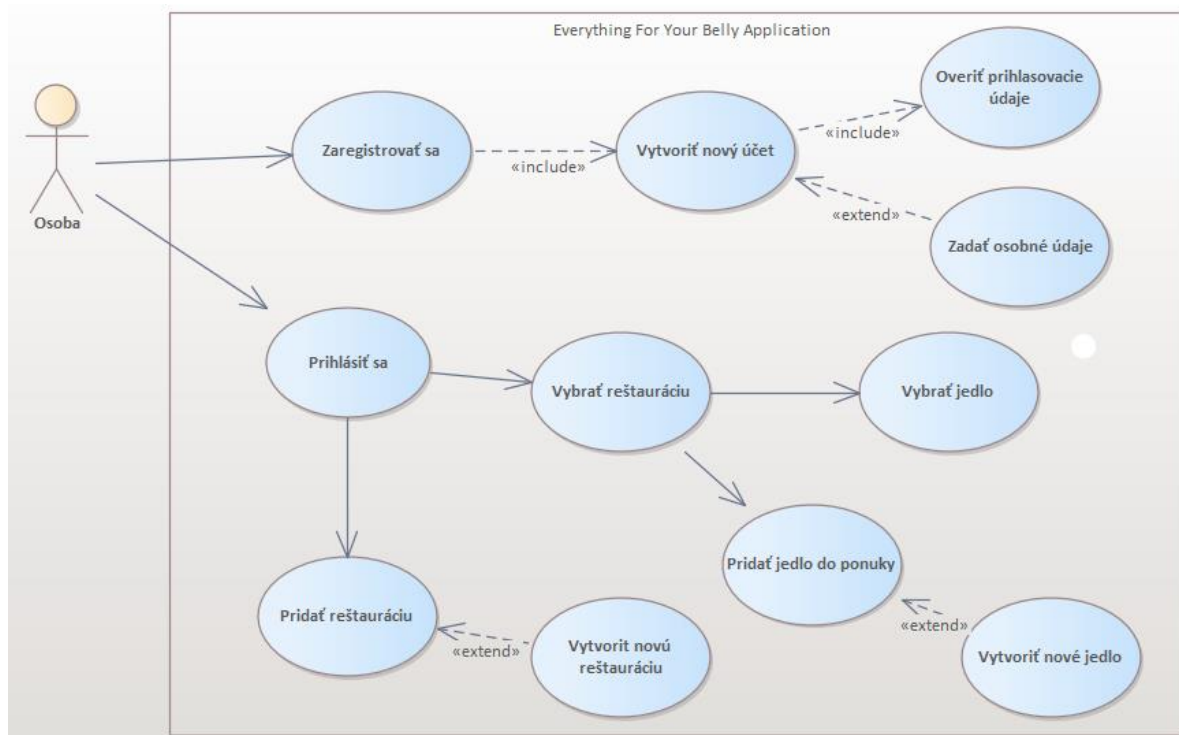 Everything For Your Belly Application
Overiť prihlasovacie
údaje
Zaregistrovať sa
«include»
Vytvoriť nový účet
«include»
«extend»
Zadať osobné údaje
Osoba
Prihlásiť sa
Vybrať reštauráciu
Vybrať jedlo
Pridať jedlo do ponuky
Pridať reštauráciu
«extend»
Vytvorit novú
reštauráciu
«extend»
Vytvoriť nové jedlo